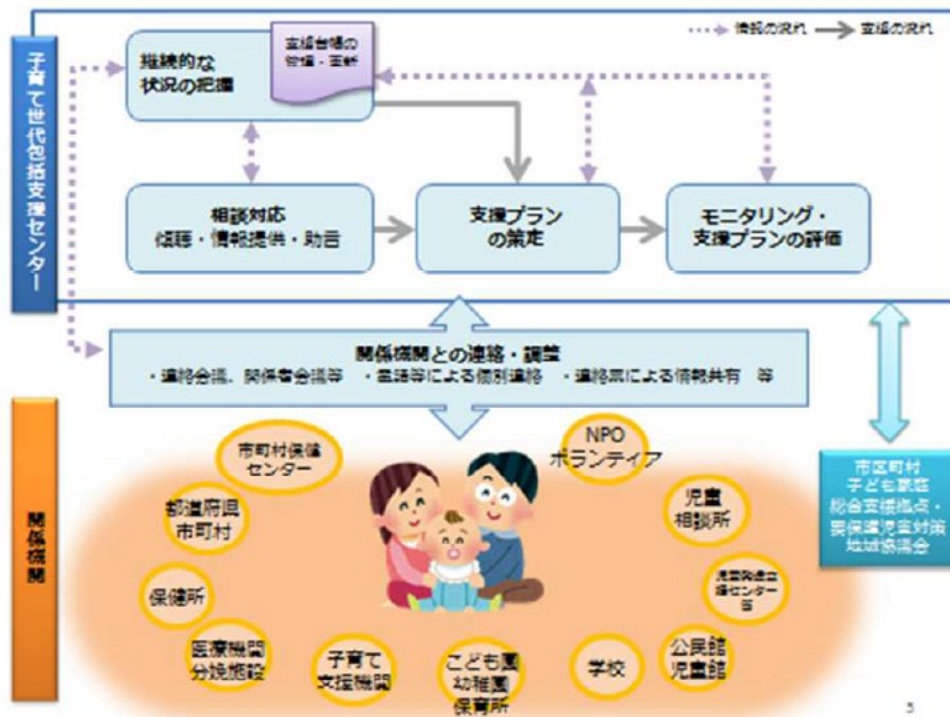 情報の流れ
支援の流れ
子育て世代包括支援センター
継続的な
状況の把握
支援台帳の
管理・更新
相談対応
傾聴・情報提供・助言
支援プラン
の策定
モニタリング・
支援プランの評価
関係機関との連絡・調整
・連絡会議、関係者会議等 ・電話等による個別連絡 ・連絡票による情報共有 等
関係機関
市町村保健
センター
NPO
ボランティア
都道府県
市町村
児童
相談所
保健所
児童発達支
援センター
等
医療機関
分娩施設
子育て
支援機関
こども園
幼稚園
保育所
学校
公民館
児童館
市区町村
子ども家庭
総合支援拠点・
要保護児童対策
地域協議会